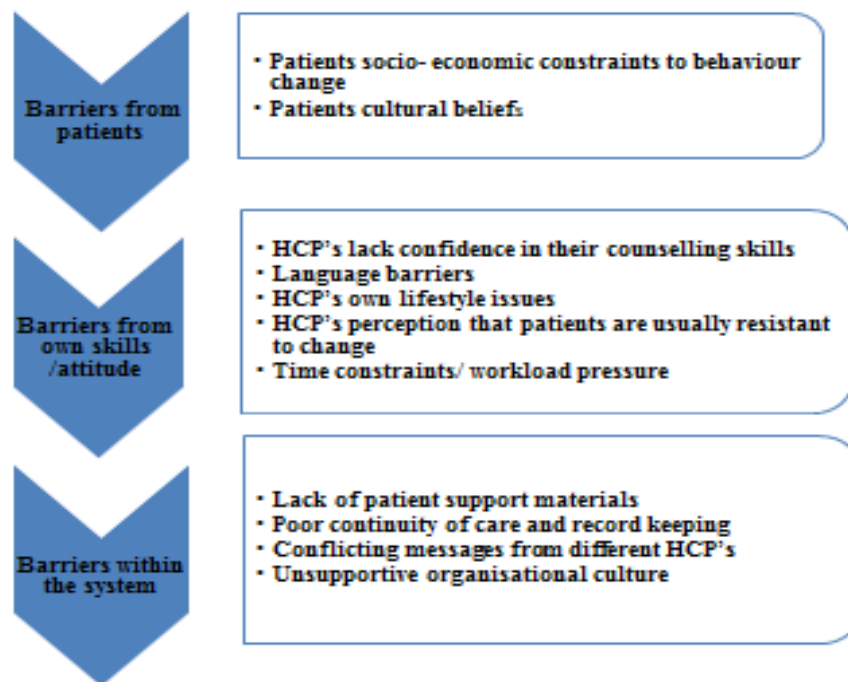 Barriers from
patients
• Patients socio- economic constraints to behaviour
change
• Patients cultural beliefs
Barriers from
own skills
/attitude
• HCP's lack confidence in their counselling skills
• Language barriers
• HCP's own lifestyle issues
• HCP's perception that patients are usually resistant
to change
• Time constraints/ workload pressure
Barriers within
the system
• Lack of patient support materials
• Poor continuity of care and record keeping
• Conflicting messages from different HCP's
• Unsupportive organisational culture